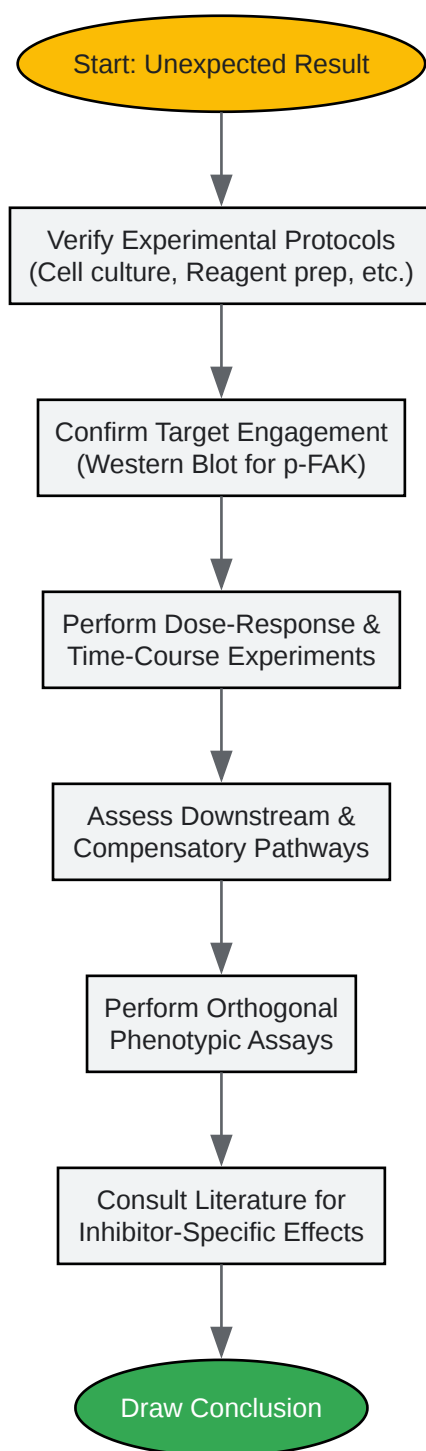 Start: Unexpected Result
Verify Experimental Protocols
(Cell culture, Reagent prep, etc.)
Confirm Target Engagement
(Western Blot for p-FAK)
Perform Dose-Response &
Time-Course Experiments
Assess Downstream &
Compensatory Pathways
Perform Orthogonal
Phenotypic Assays
Consult Literature for
Inhibitor-Specific Effects
Draw Conclusion